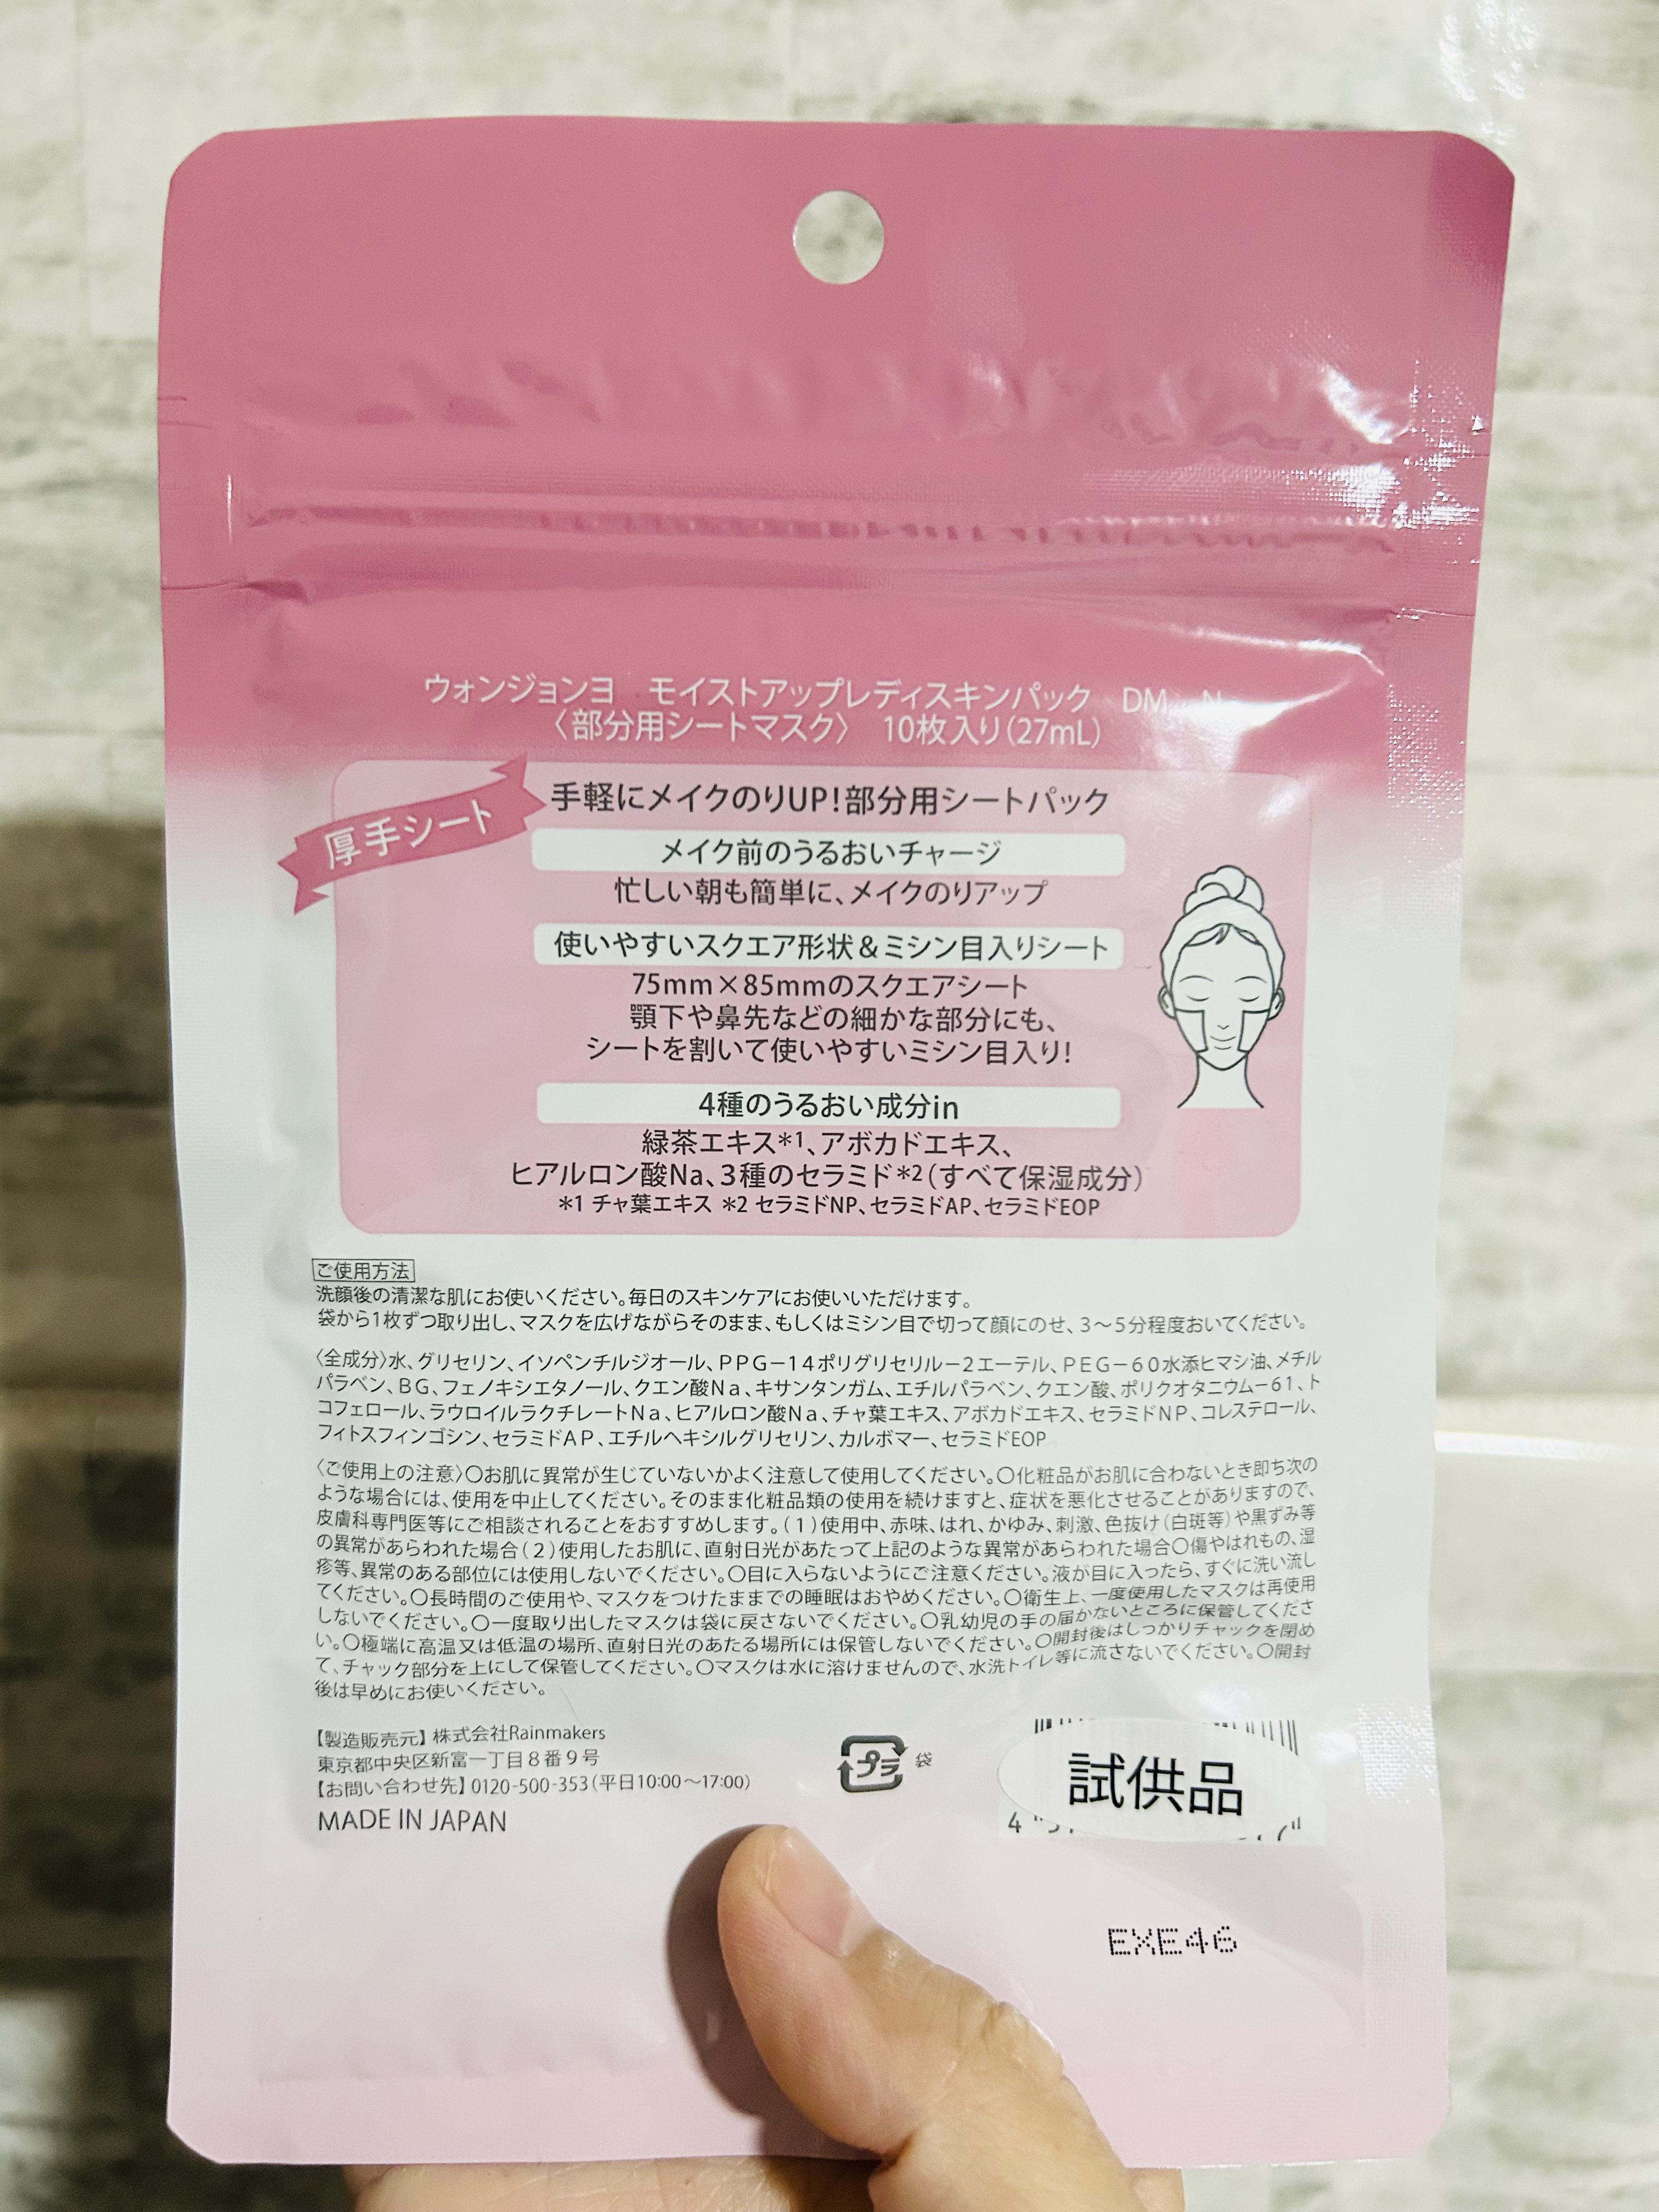 ウォンジョンヨ　モイストアップレディスキンパック　DM　N
〈部分用シートマスク〉 10枚入り(27mL)
厚手シート
手軽にメイクのりUP!部分用シートパック
メイク前のうるおいチャージ
忙しい朝も簡単に、メイクのりアップ
使いやすいスクエア形状&ミシン目入りシート
75mm×85mmのスクエアシート
顎下や鼻先などの細かな部分にも、
シートを割いて使いやすいミシン目入り!
4種のうるおい成分in
緑茶エキス*1、アボカドエキス、
ヒアルロン酸Na、3種のセラミド*2(すべて保湿成分)
*1 チャ葉エキス *2 セラミドNP、セラミドAP、セラミドEOP
ご使用方法
洗顔後の清潔な肌にお使いください。毎日のスキンケアにお使いいただけます。
袋から1枚ずつ取り出し、マスクを広げながらそのまま、もしくはミシン目で切って顔にのせ、3〜5分程度おいてください。
〈全成分〉水、グリセリン、イソペンチルジオール、PPG−14ポリグリセリル−2エーテル、PEG−60水添ヒマシ油、メチル
パラベン、BG、フェノキシエタノール、クエン酸Na、キサンタンガム、エチルパラベン、クエン酸、ポリクオタニウム−61、ト
コフェロール、ラウロイルラクチレートNa、ヒアルロン酸Na、チャ葉エキス、アボカドエキス、セラミドNP、コレステロール、
フィトスフィンゴシン、セラミドAP、エチルヘキシルグリセリン、カルボマー、セラミドEOP
〈ご使用上の注意〉○お肌に異常が生じていないかよく注意して使用してください。○化粧品がお肌に合わないとき即ち次の
ような場合には、使用を中止してください。そのまま化粧品類の使用を続けますと、症状を悪化させることがありますので、
皮膚科専門医等にご相談されることをおすすめします。(1)使用中、赤味、はれ、かゆみ、刺激、色抜け(白斑等)や黒ずみ等
の異常があらわれた場合(2)使用したお肌に、直射日光があたって上記のような異常があらわれた場合○傷やはれもの、湿
疹等、異常のある部位には使用しないでください。○目に入らないようにご注意ください。液が目に入ったら、すぐに洗い流し
てください。○長時間のご使用や、マスクをつけたままでの睡眠はおやめください。○衛生上、一度使用したマスクは再使用
しないでください。○一度取り出したマスクは袋に戻さないでください。○乳幼児の手の届かないところに保管してくださ
い。○極端に高温又は低温の場所、直射日光のあたる場所には保管しないでください。○開封後はしっかりチャックを閉め
て、チャック部分を上にして保管してください。○マスクは水に溶けませんので、水洗トイレ等に流さないでください。○開封
後は早めにお使いください。
【製造販売元】 株式会社Rainmakers
東京都中央区新富一丁目8番9号
【お問い合わせ先】0120-500-353(平日10:00〜17:00)
MADE IN JAPAN
プラ 袋
試供品
EXE46